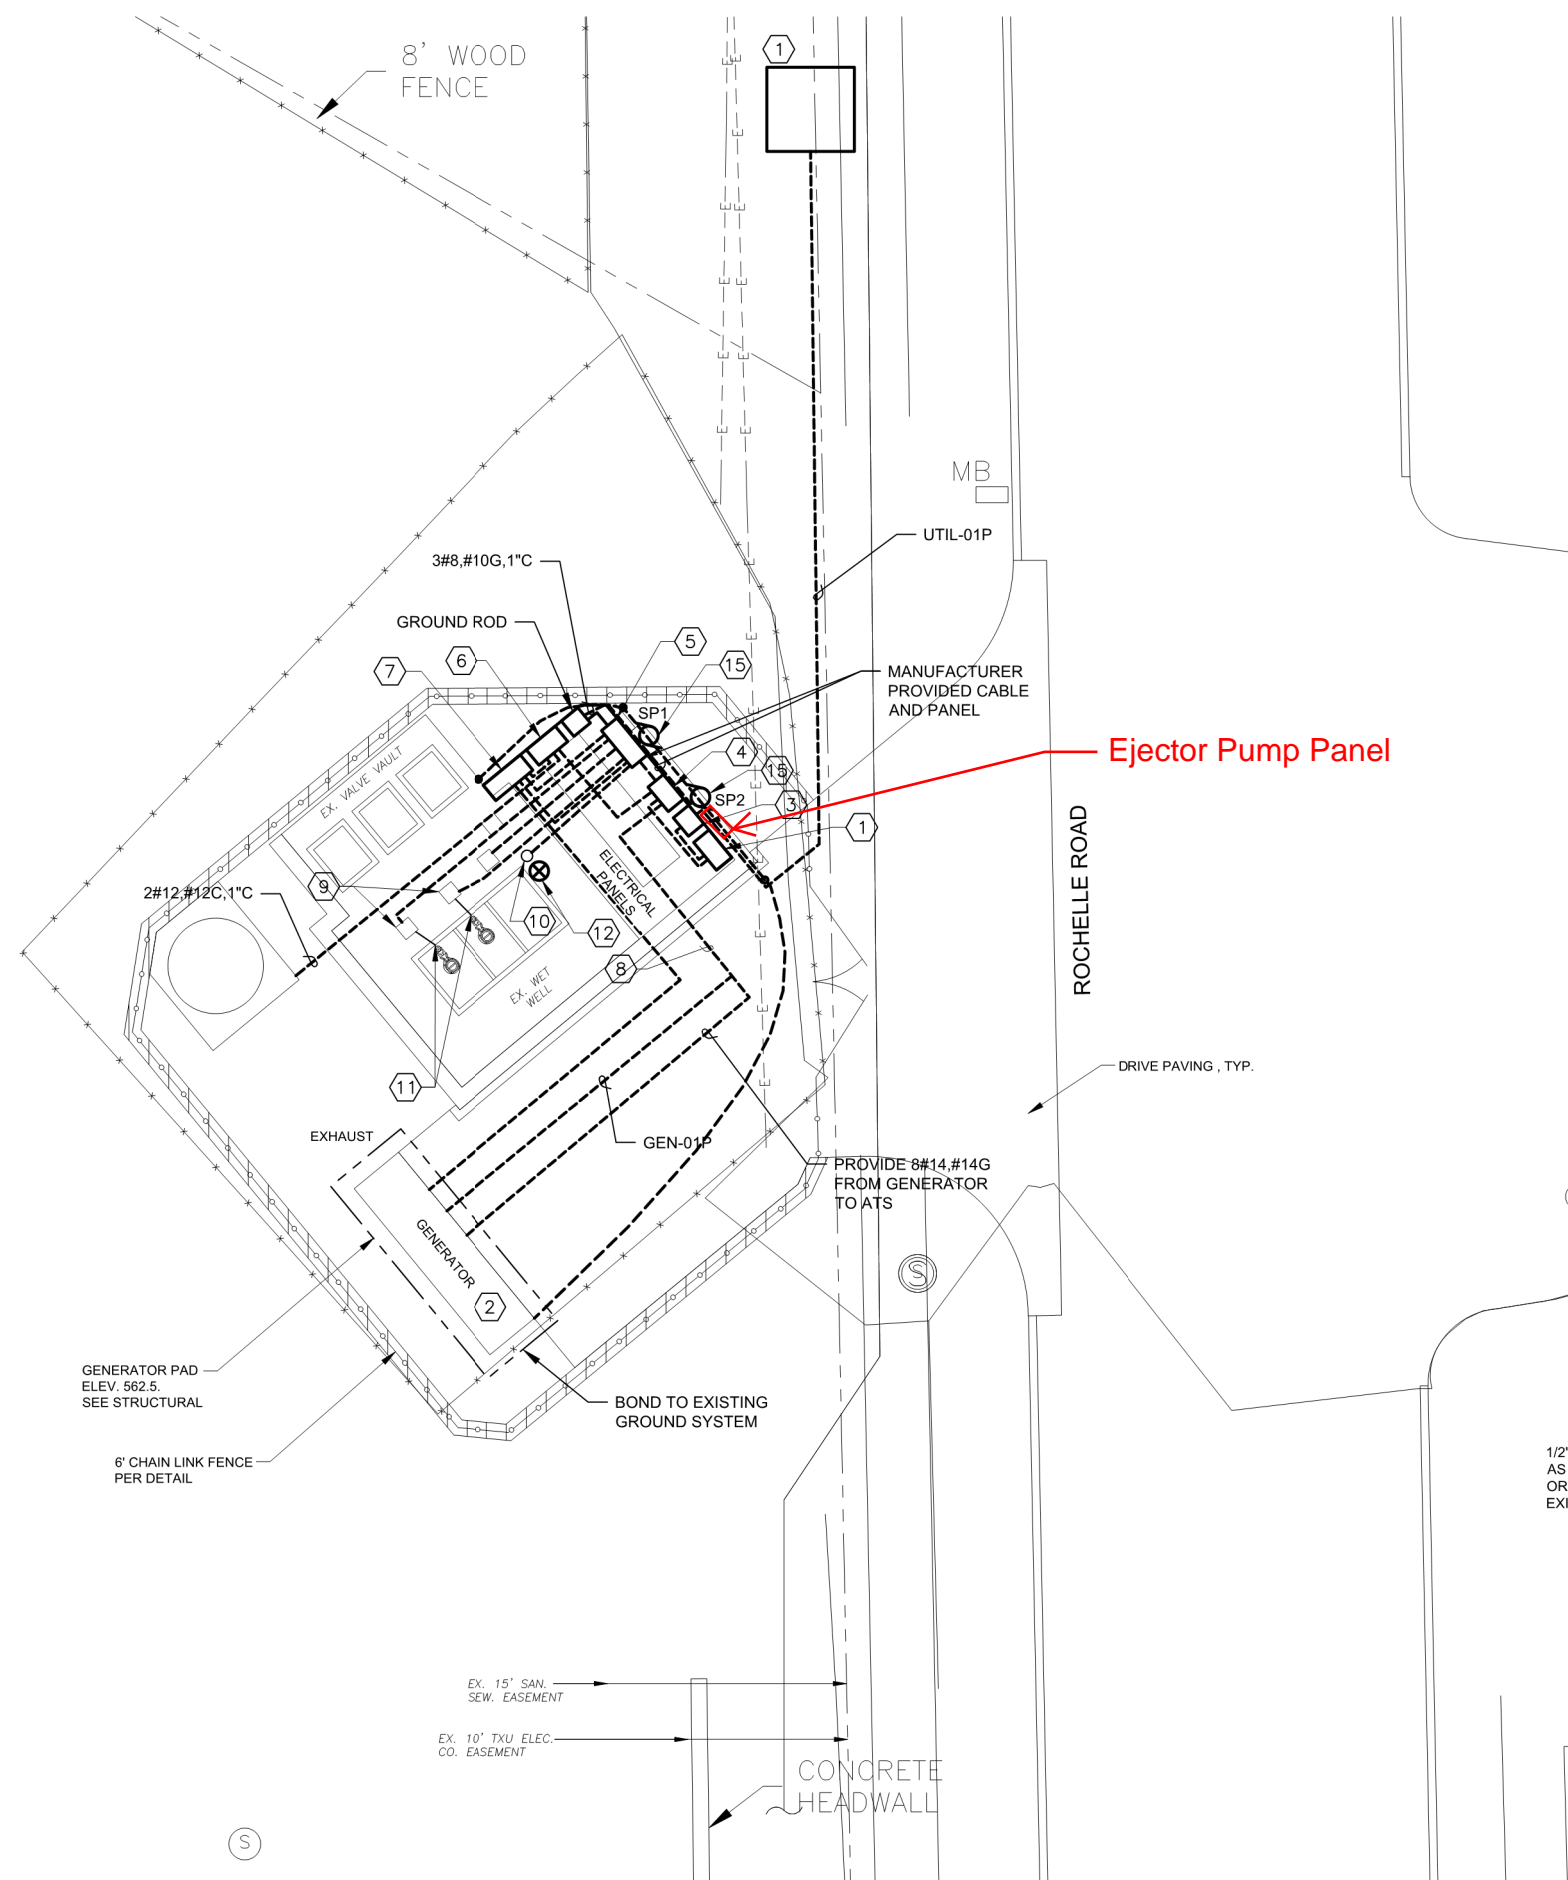 8' WOOD
FENCE
1
MB
UTIL-01P
3#8,#10G,1"C
GROUND ROD
5
6
15
7
MANUFACTURER
PROVIDED CABLE
AND PANEL
SP1
4
Ejector Pump Panel
15
EX. VALVE VAULT
SP2
3
1
ROCHELLE ROAD
ELECTRICAL
PANELS
9
2#12,#12C,1"C
10
12
8
EX. WET
WELL
11
DRIVE PAVING , TYP.
EXHAUST
GEN-01P
PROVIDE 8#14,#14G
FROM GENERATOR
TO ATS
GENERATOR
2
S
GENERATOR PAD
ELEV. 562.5.
SEE STRUCTURAL
BOND TO EXISTING
GROUND SYSTEM
6' CHAIN LINK FENCE
PER DETAIL
1/2"
AS
OR
EXI
EX. 15' SAN.
SEW. EASEMENT
EX. 10' TXU ELEC.
CO. EASEMENT
CONCRETE
HEADWALL
S